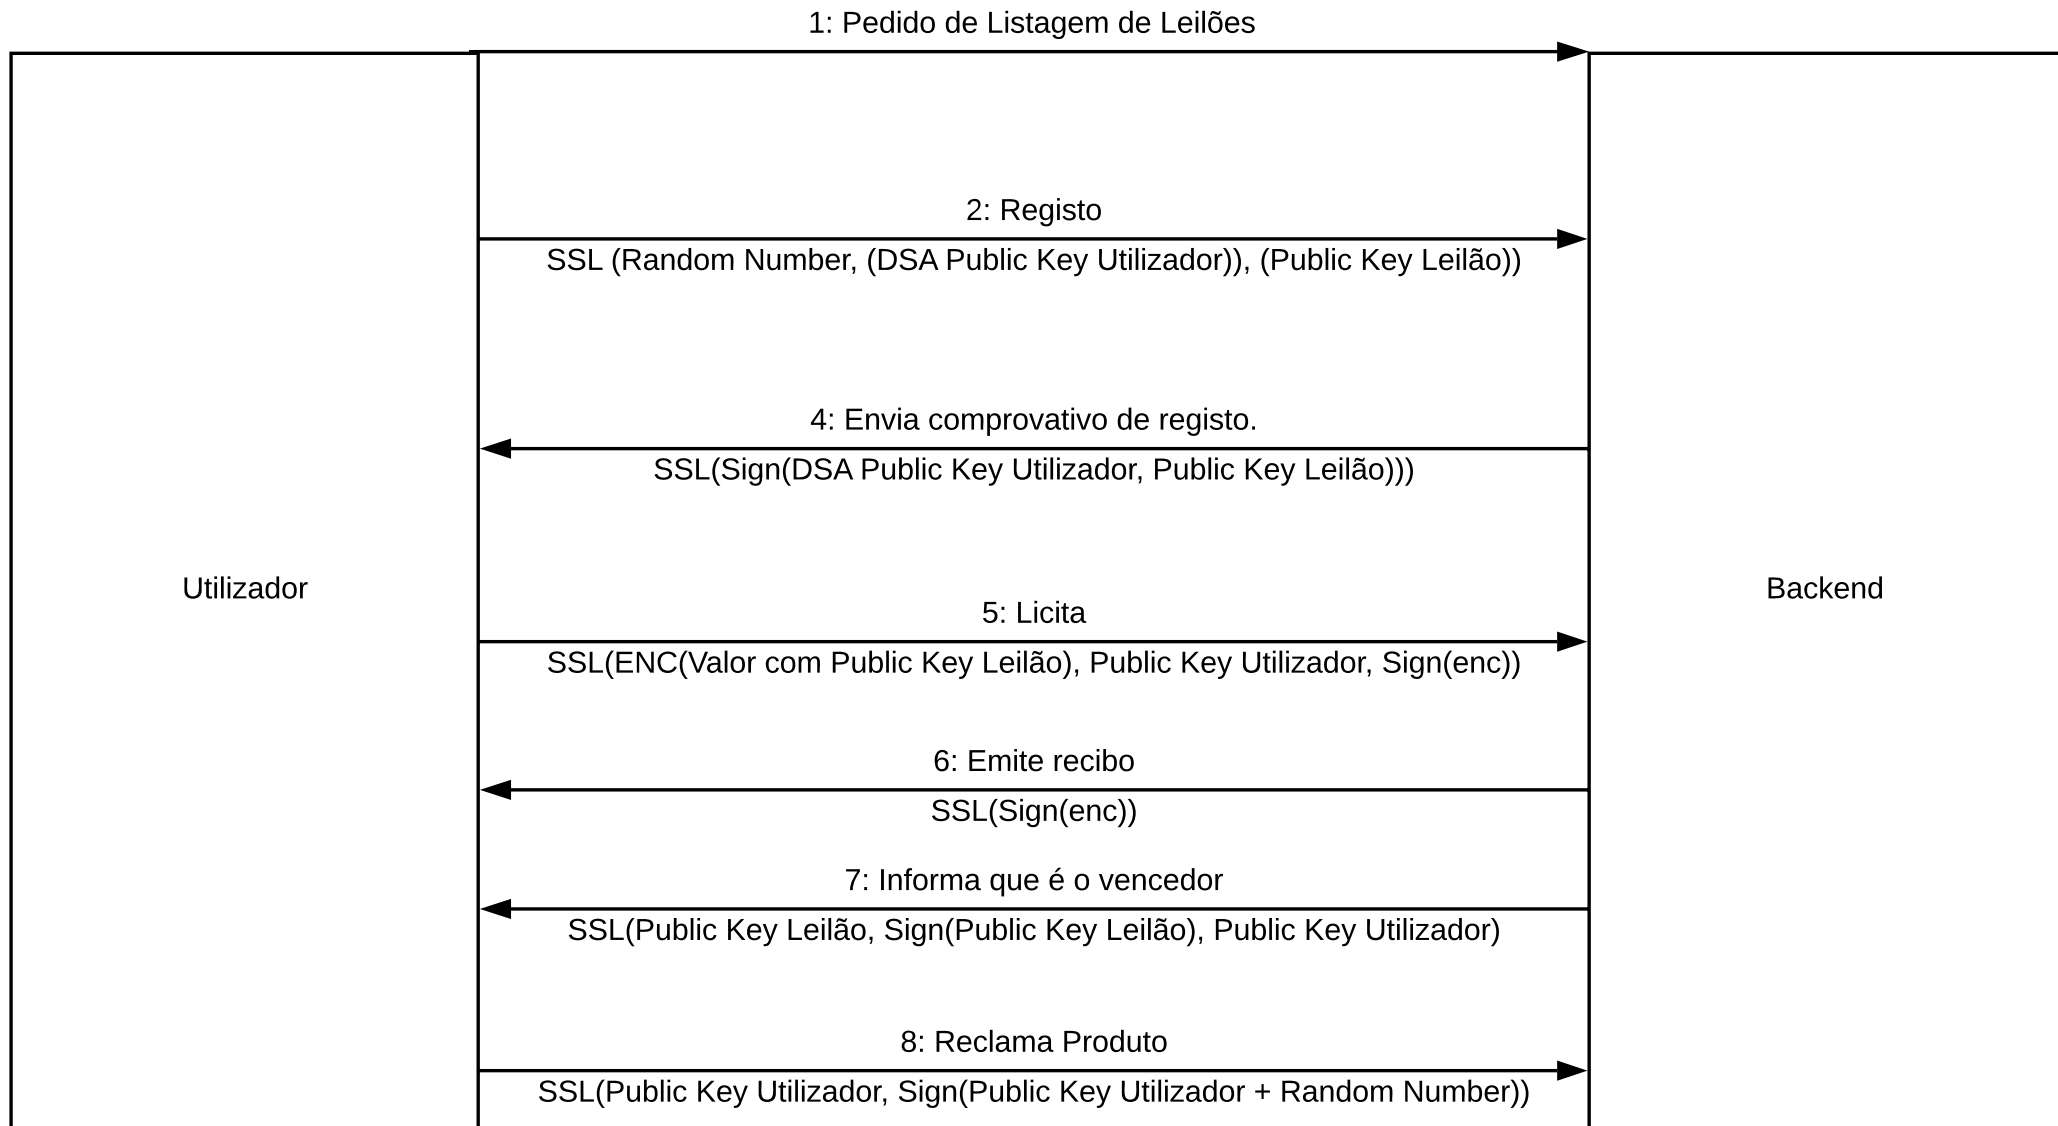 1: Pedido de Listagem de Leilões
2: Registo
SSL (Random Number, (DSA Public Key Utilizador)), (Public Key Leilão))
4: Envia comprovativo de registo.
SSL(Sign(DSA Public Key Utilizador, Public Key Leilão)))
Utilizador
Backend
5: Licita
SSL(ENC(Valor com Public Key Leilão), Public Key Utilizador, Sign(enc))
6: Emite recibo
SSL(Sign(enc))
7: Informa que é o vencedor
SSL(Public Key Leilão, Sign(Public Key Leilão), Public Key Utilizador)
8: Reclama Produto
SSL(Public Key Utilizador, Sign(Public Key Utilizador + Random Number))